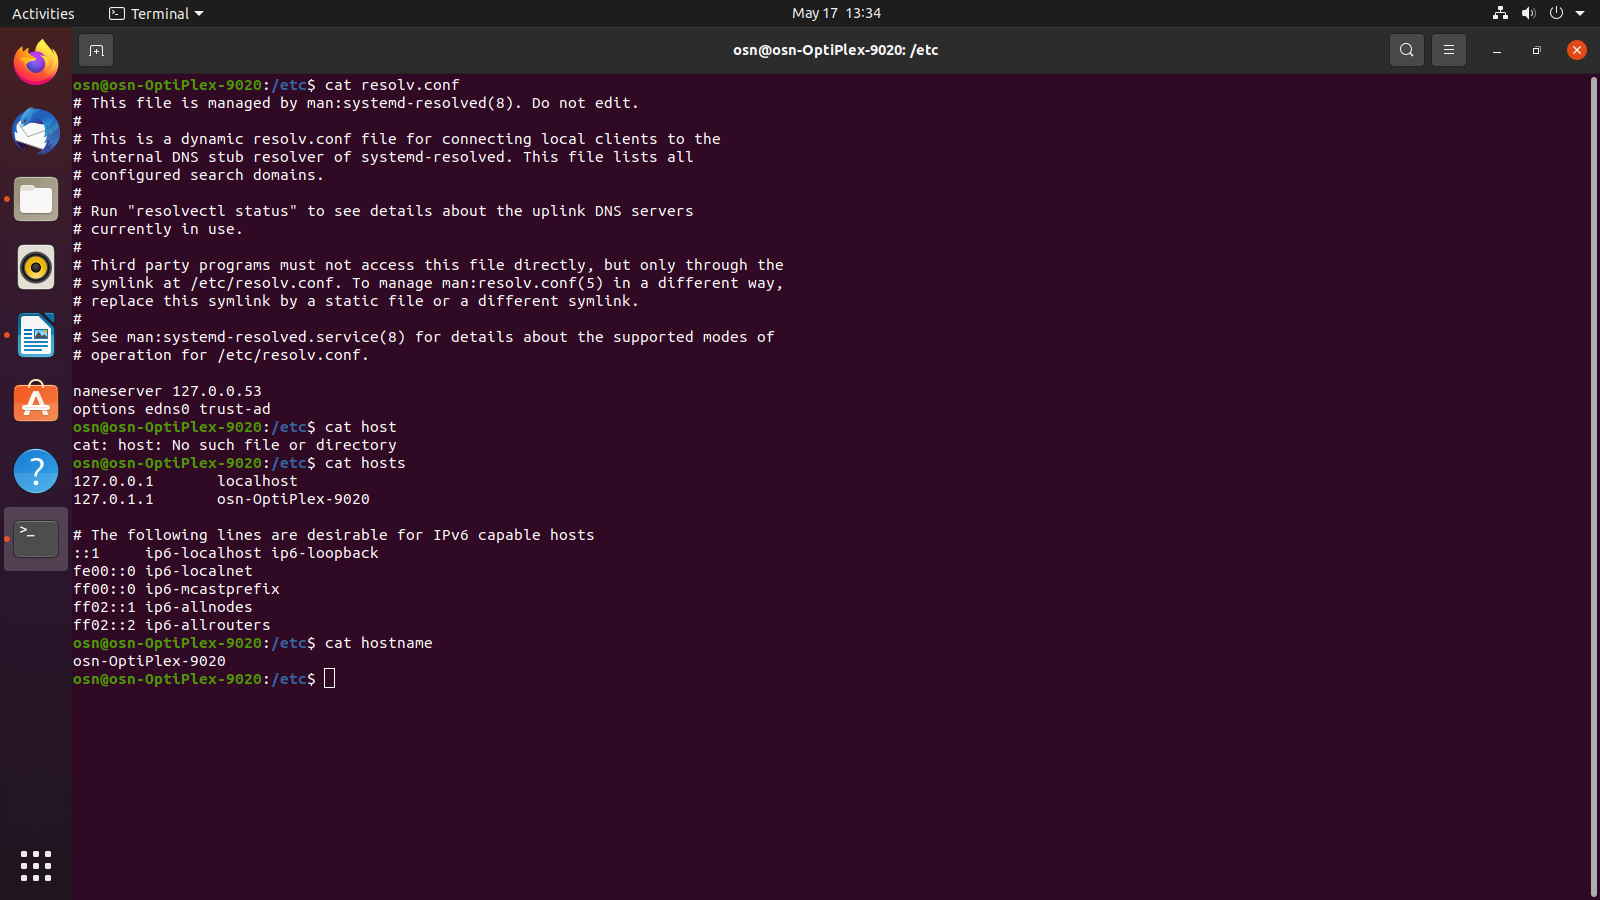 Activities
Terminal
May 17 13:34
osn@osn-OptiPlex-9020: /etc
osn@osn-OptiPlex-9020:/etc$ cat resolv.conf
# This file is managed by man:systemd-resolved(8). Do not edit.
#
# This is a dynamic resolv.conf file for connecting local clients to the
# internal DNS stub resolver of systemd-resolved. This file lists all
# configured search domains.
#
# Run "resolvectl status" to see details about the uplink DNS servers
# currently in use.
#
# Third party programs must not access this file directly, but only through the
# symlink at /etc/resolv.conf. To manage man:resolv.conf(5) in a different way,
# replace this symlink by a static file or a different symlink.
#
# See man:systemd-resolved.service(8) for details about the supported modes of
# operation for /etc/resolv.conf.
nameserver 127.0.0.53
options edns0 trust-ad
osn@osn-OptiPlex-9020:/etc$ cat host
cat: host: No such file or directory
osn@osn-OptiPlex-9020:/etc$ cat hosts
127.0.0.1       localhost
127.0.1.1       osn-OptiPlex-9020
# The following lines are desirable for IPv6 capable hosts
::1     ip6-localhost ip6-loopback
fe00::0 ip6-localnet
ff00::0 ip6-mcastprefix
ff02::1 ip6-allnodes
ff02::2 ip6-allrouters
osn@osn-OptiPlex-9020:/etc$ cat hostname
osn-OptiPlex-9020
osn@osn-OptiPlex-9020:/etc$